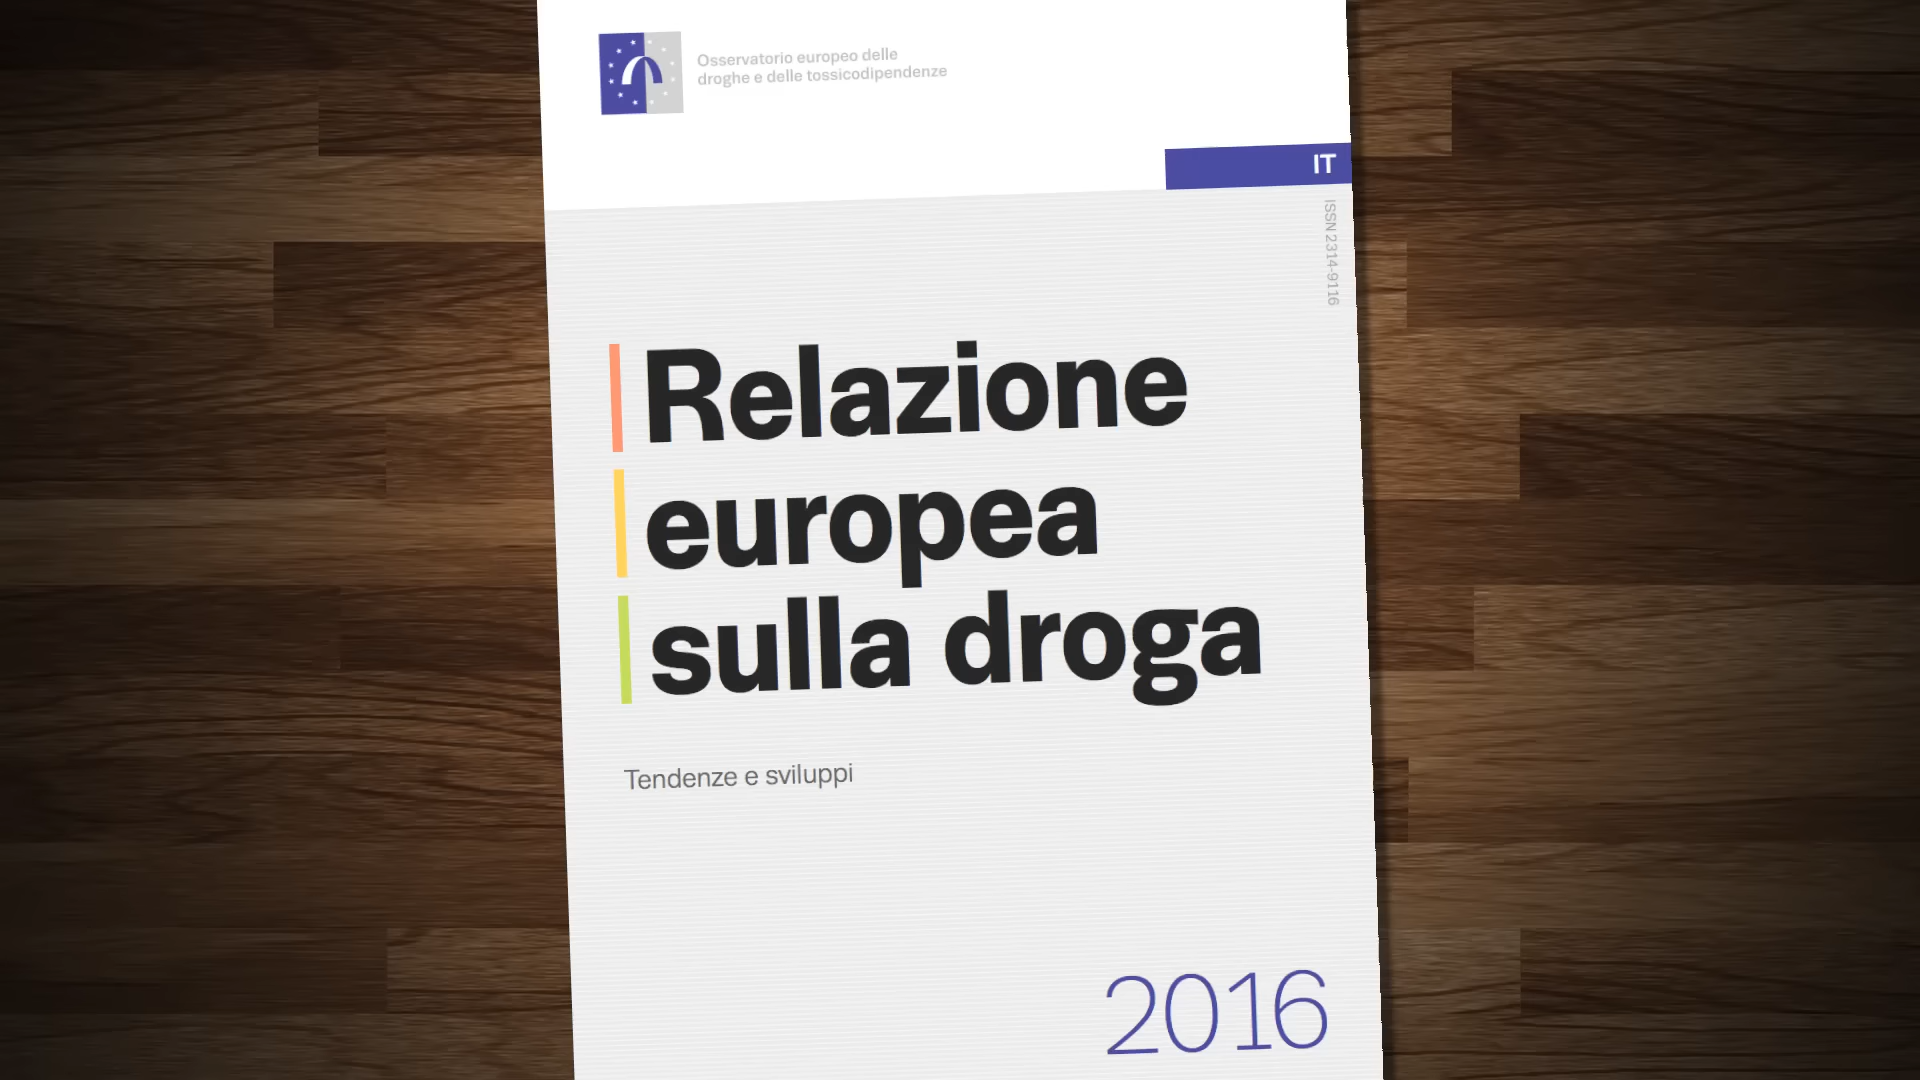 Osservatorio europeo delle
droghe e delle tossicodipendenze
IT
ISSN 2314-9116
Relazione
europea
sulla droga
Tendenze e sviluppi
2016